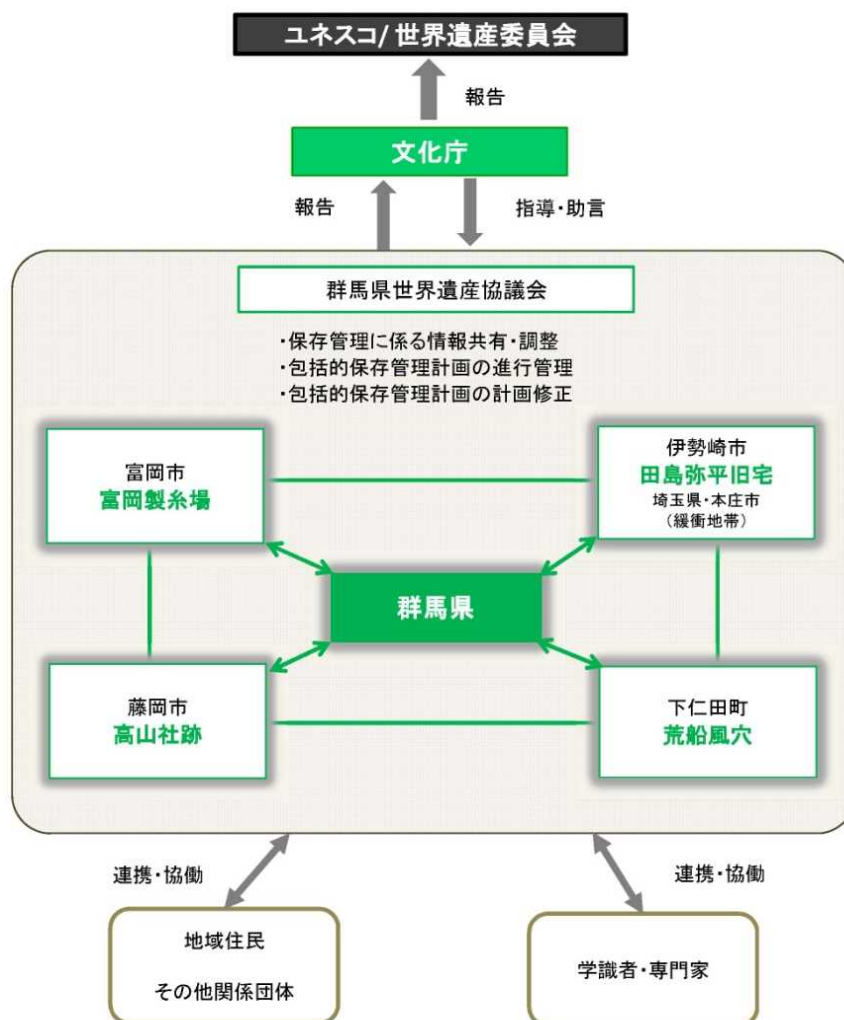 ユネスコ/世界遺産委員会
報告
文化庁
報告
指導・助言
群馬県世界遺産協議会
・保存管理に係る情報共有・調整
・包括的保存管理計画の進行管理
・包括的保存管理計画の計画修正
富岡市
富岡製糸場
伊勢崎市
田島弥平旧宅
埼玉県・本庄市
(緩衝地帯)
群馬県
藤岡市
高山社跡
下仁田町
荒船風穴
連携・協働
連携・協働
地域住民
その他関係団体
学識者・専門家